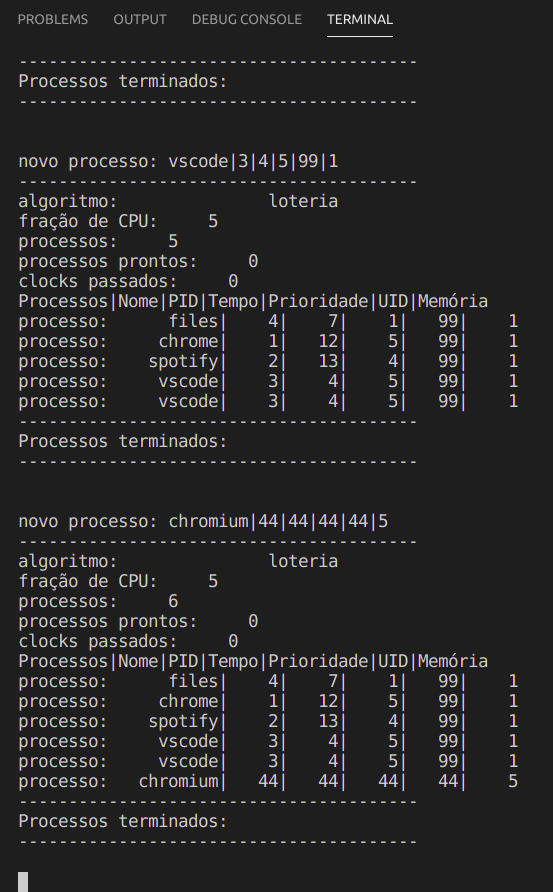 PROBLEMS OUTPUT DEBUG CONSOLE TERMINAL
----------------------------------------
Processos terminados:
----------------------------------------
novo processo: vscode|3|4|5|99|1
----------------------------------------
algoritmo:               loteria
fração de CPU:     5
processos:     5
processos prontos:     0
clocks passados:     0
Processos|Nome|PID|Tempo|Prioridade|UID|Memória
processo:      files|    4|    7|    1|   99|    1
processo:     chrome|    1|   12|    5|   99|    1
processo:    spotify|    2|   13|    4|   99|    1
processo:     vscode|    3|    4|    5|   99|    1
processo:     vscode|    3|    4|    5|   99|    1
----------------------------------------
Processos terminados:
----------------------------------------
novo processo: chromium|44|44|44|44|5
----------------------------------------
algoritmo:               loteria
fração de CPU:     5
processos:     6
processos prontos:     0
clocks passados:     0
Processos|Nome|PID|Tempo|Prioridade|UID|Memória
processo:      files|    4|    7|    1|   99|    1
processo:     chrome|    1|   12|    5|   99|    1
processo:    spotify|    2|   13|    4|   99|    1
processo:     vscode|    3|    4|    5|   99|    1
processo:     vscode|    3|    4|    5|   99|    1
processo:   chromium|   44|   44|   44|   44|    5
----------------------------------------
Processos terminados:
----------------------------------------